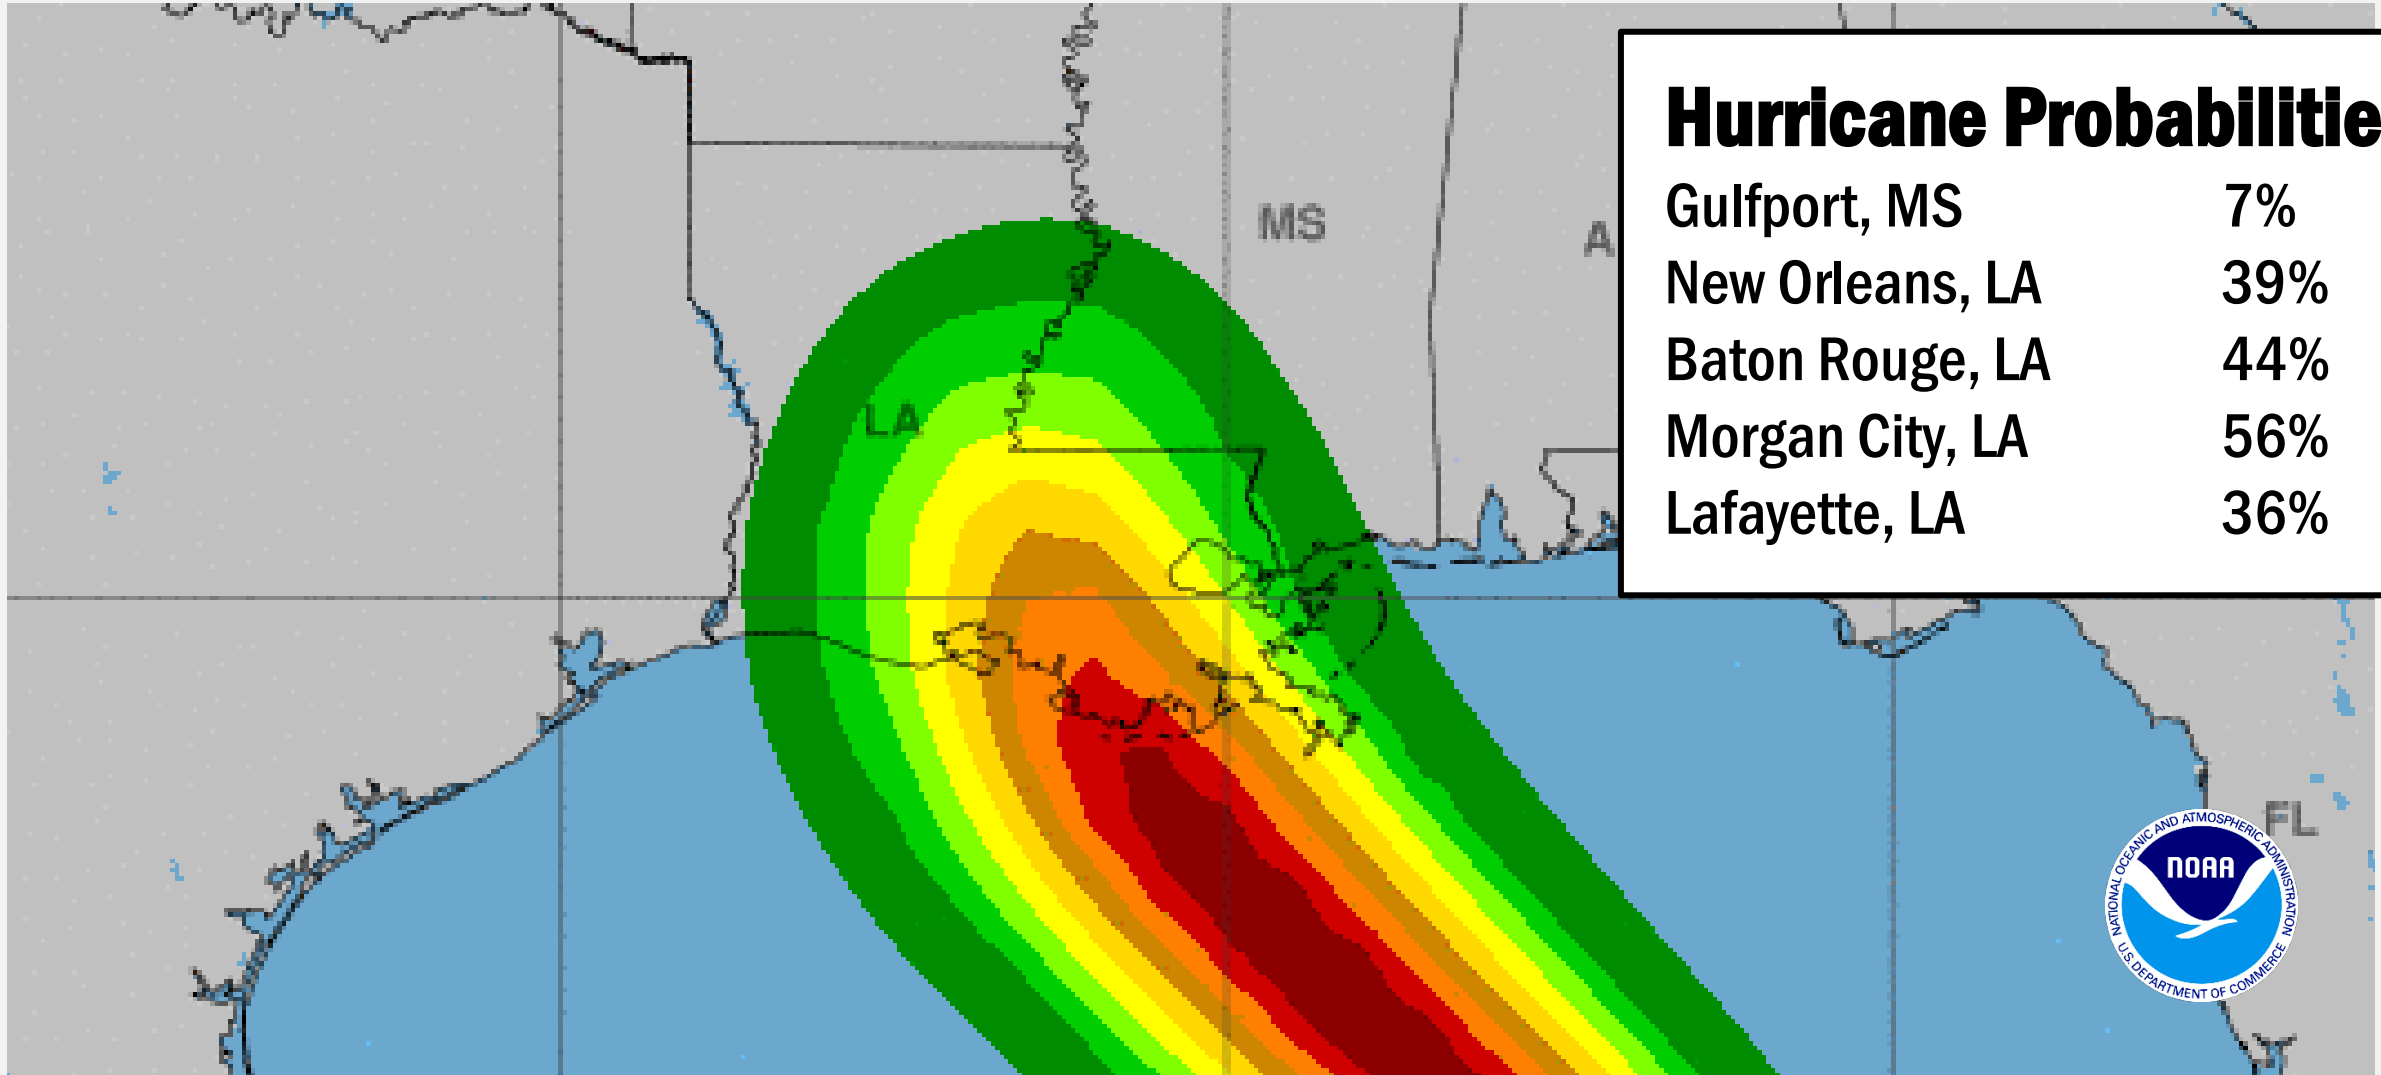 Hurricane Probabilitie
Gulfport, MS 7%
New Orleans, LA 39%
Baton Rouge, LA 44%
Morgan City, LA 56%
Lafayette, LA 36%
MS
A
LA
FL
NATIONAL OCEANIC AND ATMOSPHERIC ADMINISTRATION
NOAA
U.S. DEPARTMENT OF COMMERCE